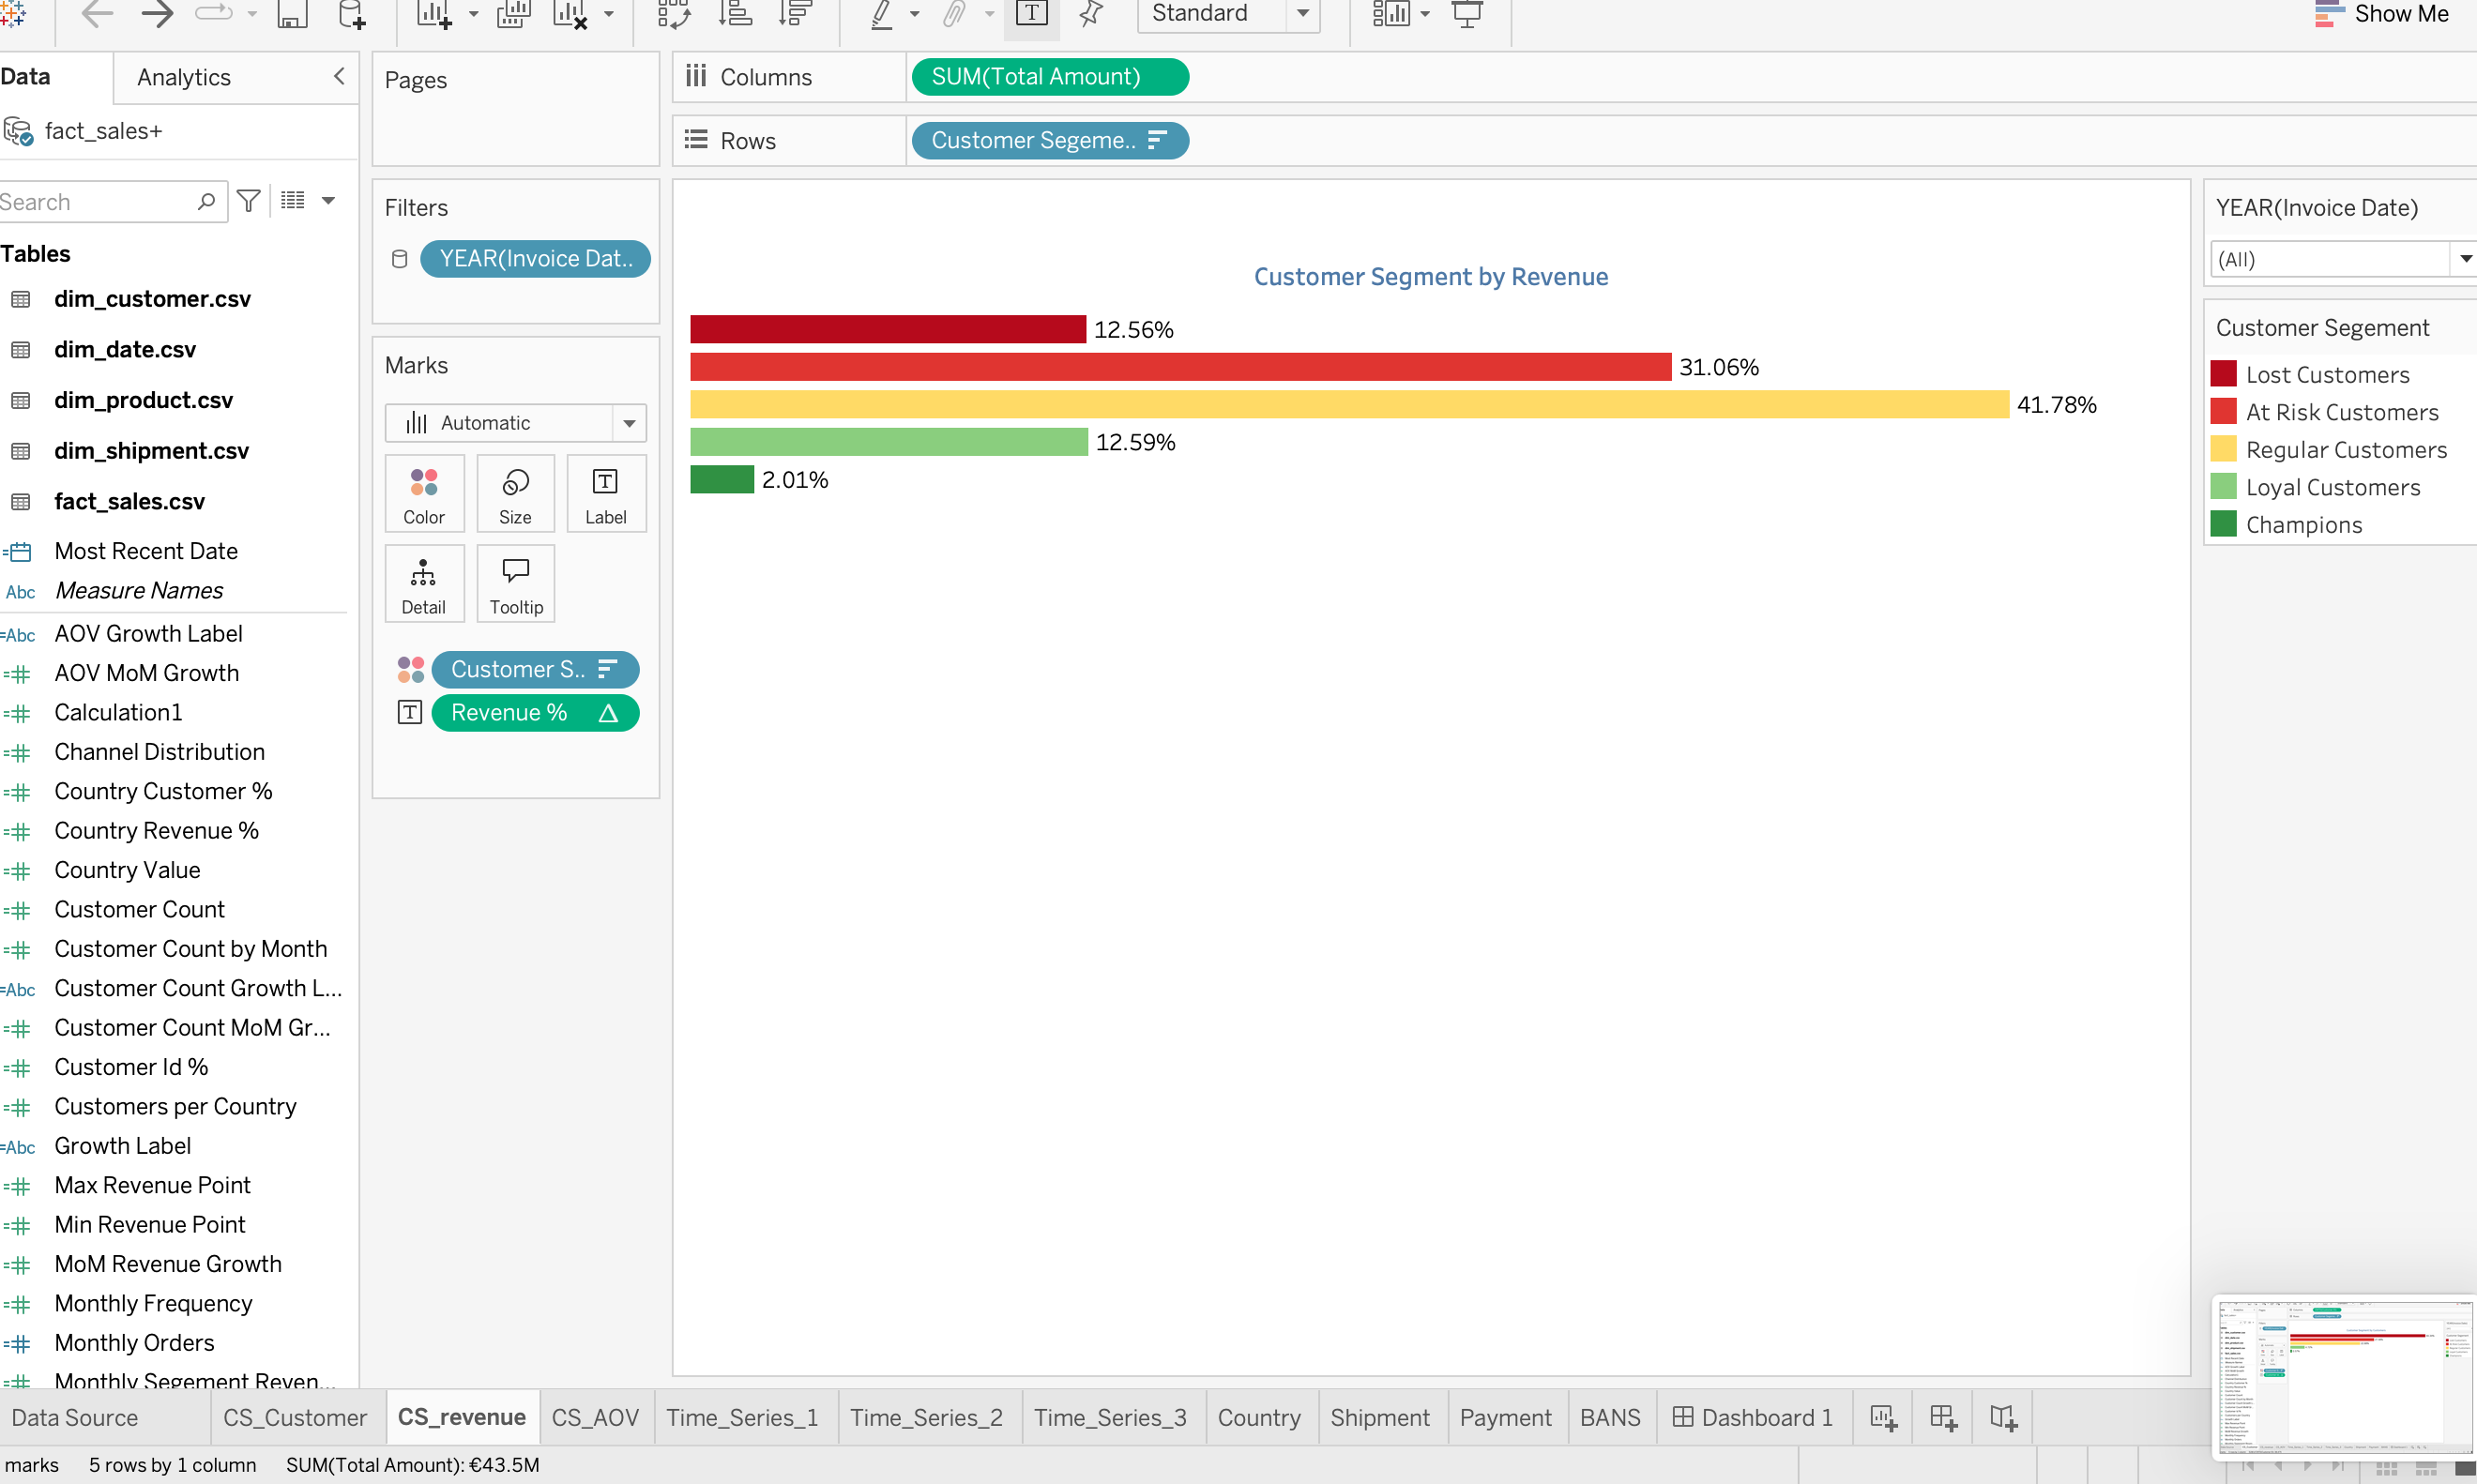 Standard
Show Me
Data
Analytics
Pages
Columns
SUM(Total Amount)
fact_sales+
Rows
Customer Segeme..
Search
Filters
YEAR(Invoice Dat..
YEAR(Invoice Date)
(All)
Tables
dim_customer.csv
dim_date.csv
dim_product.csv
dim_shipment.csv
fact_sales.csv
Most Recent Date
Abc Measure Names
=Abc AOV Growth Label
=# AOV MoM Growth
=# Calculation1
=# Channel Distribution
=# Country Customer %
=# Country Revenue %
=# Country Value
=# Customer Count
=# Customer Count by Month
=Abc Customer Count Growth L...
=# Customer Count MoM Gr...
=# Customer Id %
=# Customers per Country
=Abc Growth Label
=# Max Revenue Point
=# Min Revenue Point
=# MoM Revenue Growth
=# Monthly Frequency
=# Monthly Orders
=# Monthly Segement Reven...
Marks
Automatic
Color
Size
T Label
Detail
Tooltip
Customer S..
T Revenue % △
Customer Segment by Revenue
12.56%
31.06%
41.78%
12.59%
2.01%
Customer Segement
Lost Customers
At Risk Customers
Regular Customers
Loyal Customers
Champions
Data Source
CS_Customer
CS_revenue
CS_AOV
Time_Series_1
Time_Series_2
Time_Series_3
Country
Shipment
Payment
BANS
Dashboard 1
marks
5 rows by 1 column
SUM(Total Amount): €43.5M